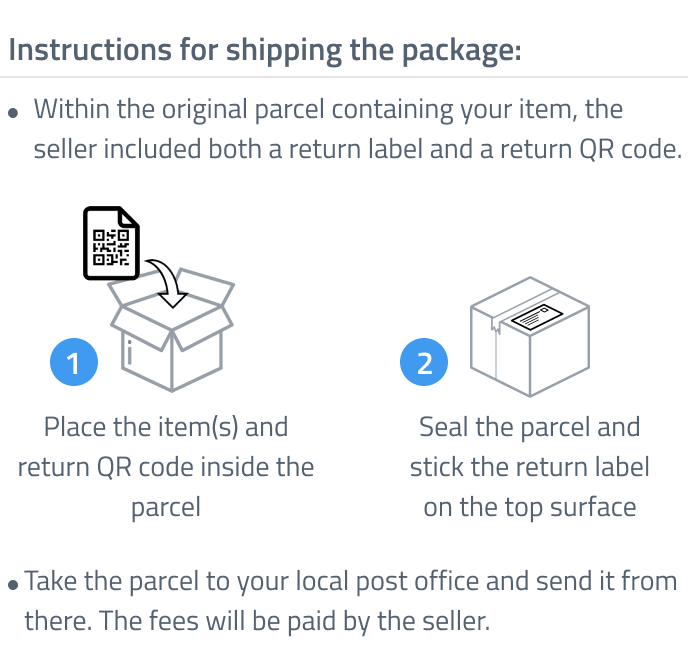 Instructions for shipping the package:
• Within the original parcel containing your item, the
seller included both a return label and a return QR code.
1
Place the item(s) and
return QR code inside the
parcel
2
Seal the parcel and
stick the return label
on the top surface
• Take the parcel to your local post office and send it from
there. The fees will be paid by the seller.